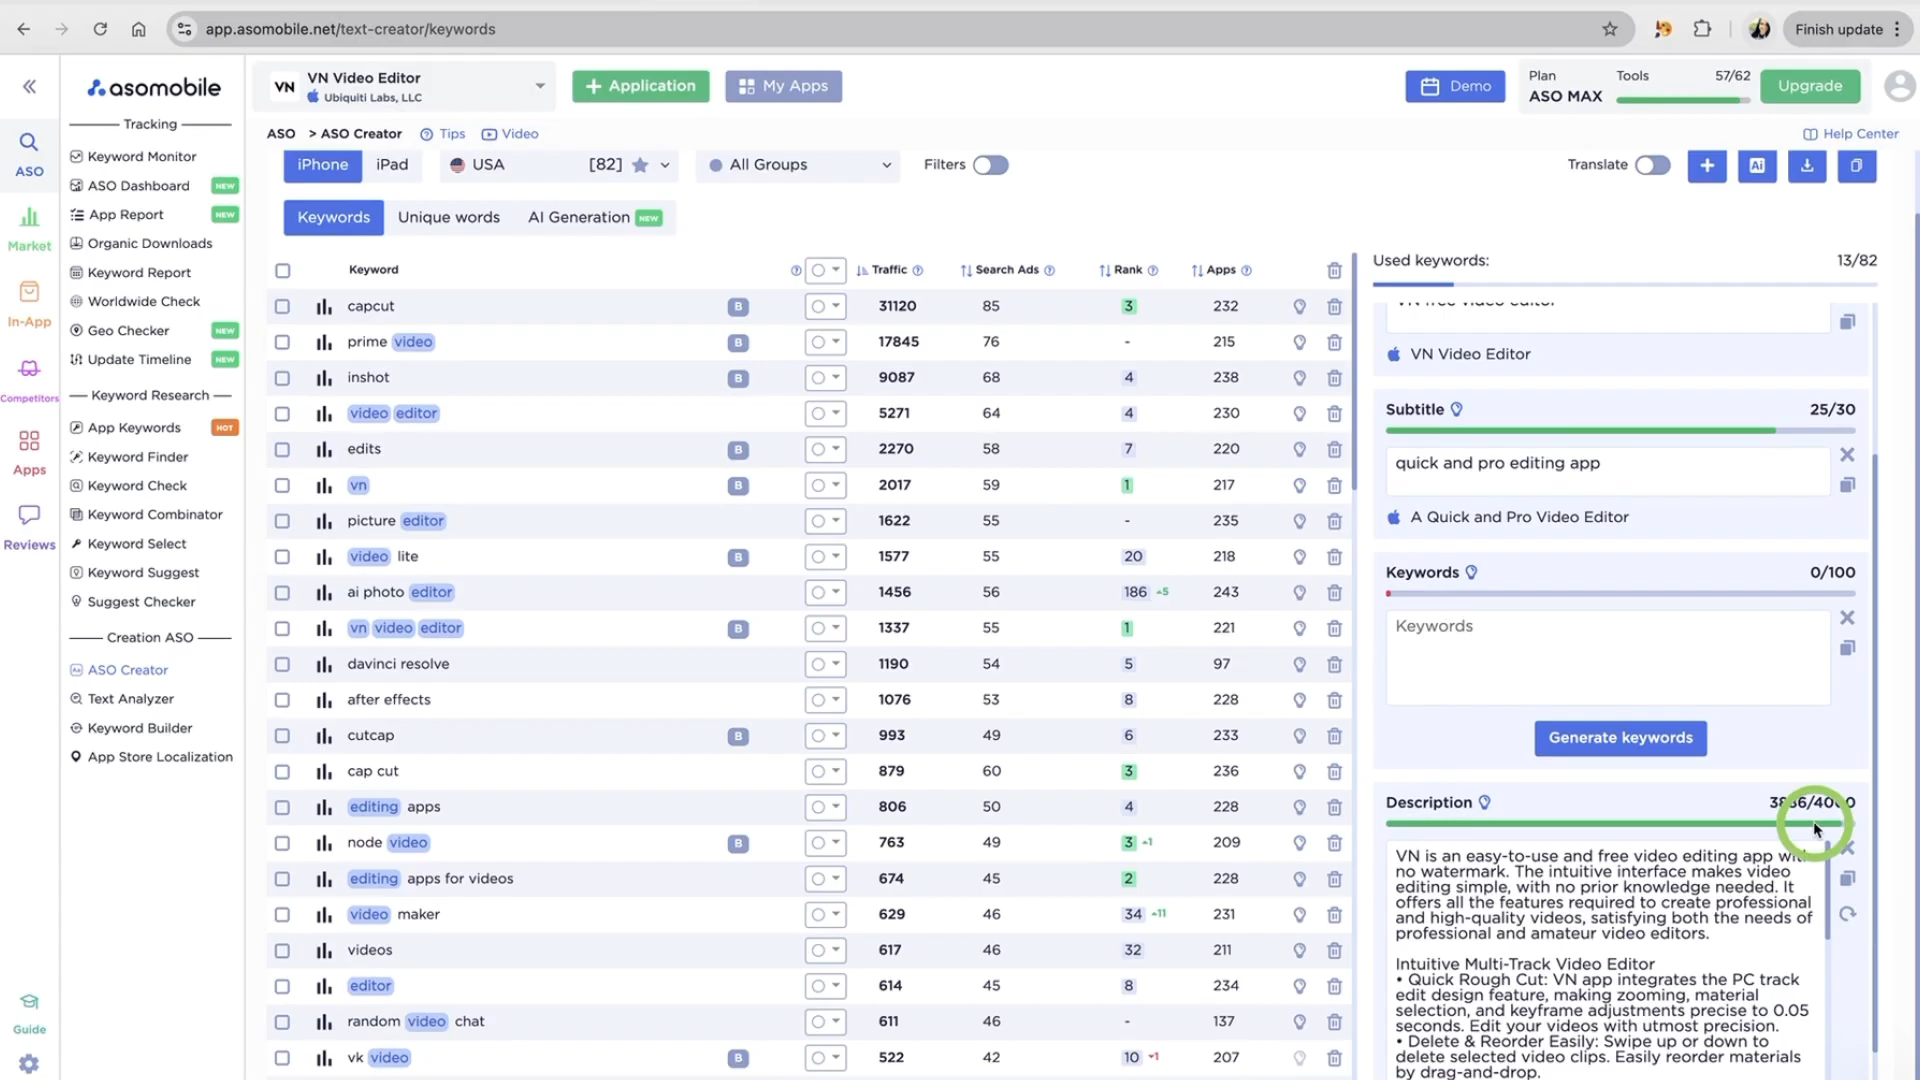 app.asomobile.net/text-creator/keywords
Finish update
asomobile
VN
VN Video Editor
Ubiquiti Labs, LLC
+ Application
My Apps
Demo
Plan
ASO MAX
Tools
57/62
Upgrade
ASO > ASO Creator
Tips
Video
Help Center
ASO
Market
In-App
Competitors
Apps
Reviews
Guide
Tracking
Keyword Monitor
ASO Dashboard NEW
App Report NEW
Organic Downloads
Keyword Report
Worldwide Check
Geo Checker NEW
Update Timeline NEW
Keyword Research
App Keywords HOT
Keyword Finder
Keyword Check
Keyword Combinator
Keyword Select
Keyword Suggest
Suggest Checker
Creation ASO
ASO Creator
Text Analyzer
Keyword Builder
App Store Localization
iPhone
iPad
USA [82]
All Groups
Filters
Translate
Ai
Keywords
Unique words
AI Generation NEW
Keyword Traffic Search Ads Rank Apps
capcut B 31120 85 3 232
prime video B 17845 76 - 215
inshot B 9087 68 4 238
video editor 5271 64 4 230
edits B 2270 58 7 220
vn B 2017 59 1 217
picture editor 1622 55 - 235
video lite B 1577 55 20 218
ai photo editor 1456 56 186 5 243
vn video editor B 1337 55 1 221
davinci resolve 1190 54 5 97
after effects 1076 53 8 228
cutcap B 993 49 6 233
cap cut 879 60 3 236
editing apps 806 50 4 228
node video B 763 49 3 1 209
editing apps for videos 674 45 2 228
video maker 629 46 34 11 231
videos 617 46 32 211
editor 614 45 8 234
random video chat 611 46 - 137
vk video B 522 42 10 1 207
Used keywords: 13/82
VN free video editor
VN Video Editor
Subtitle 25/30
quick and pro editing app
A Quick and Pro Video Editor
Keywords 0/100
Keywords
Generate keywords
Description
VN is an easy-to-use and free video editing app with
no watermark. The intuitive interface makes video
editing simple, with no prior knowledge needed. It
offers all the features required to create professional
and high-quality videos, satisfying both the needs of
professional and amateur video editors.
Intuitive Multi-Track Video Editor
• Quick Rough Cut: VN app integrates the PC track
edit design feature, making zooming, material
selection, and keyframe adjustments precise to 0.05
seconds. Edit your videos with utmost precision.
• Delete & Reorder Easily: Swipe up or down to
delete selected video clips. Easily reorder materials
by drag-and-drop.